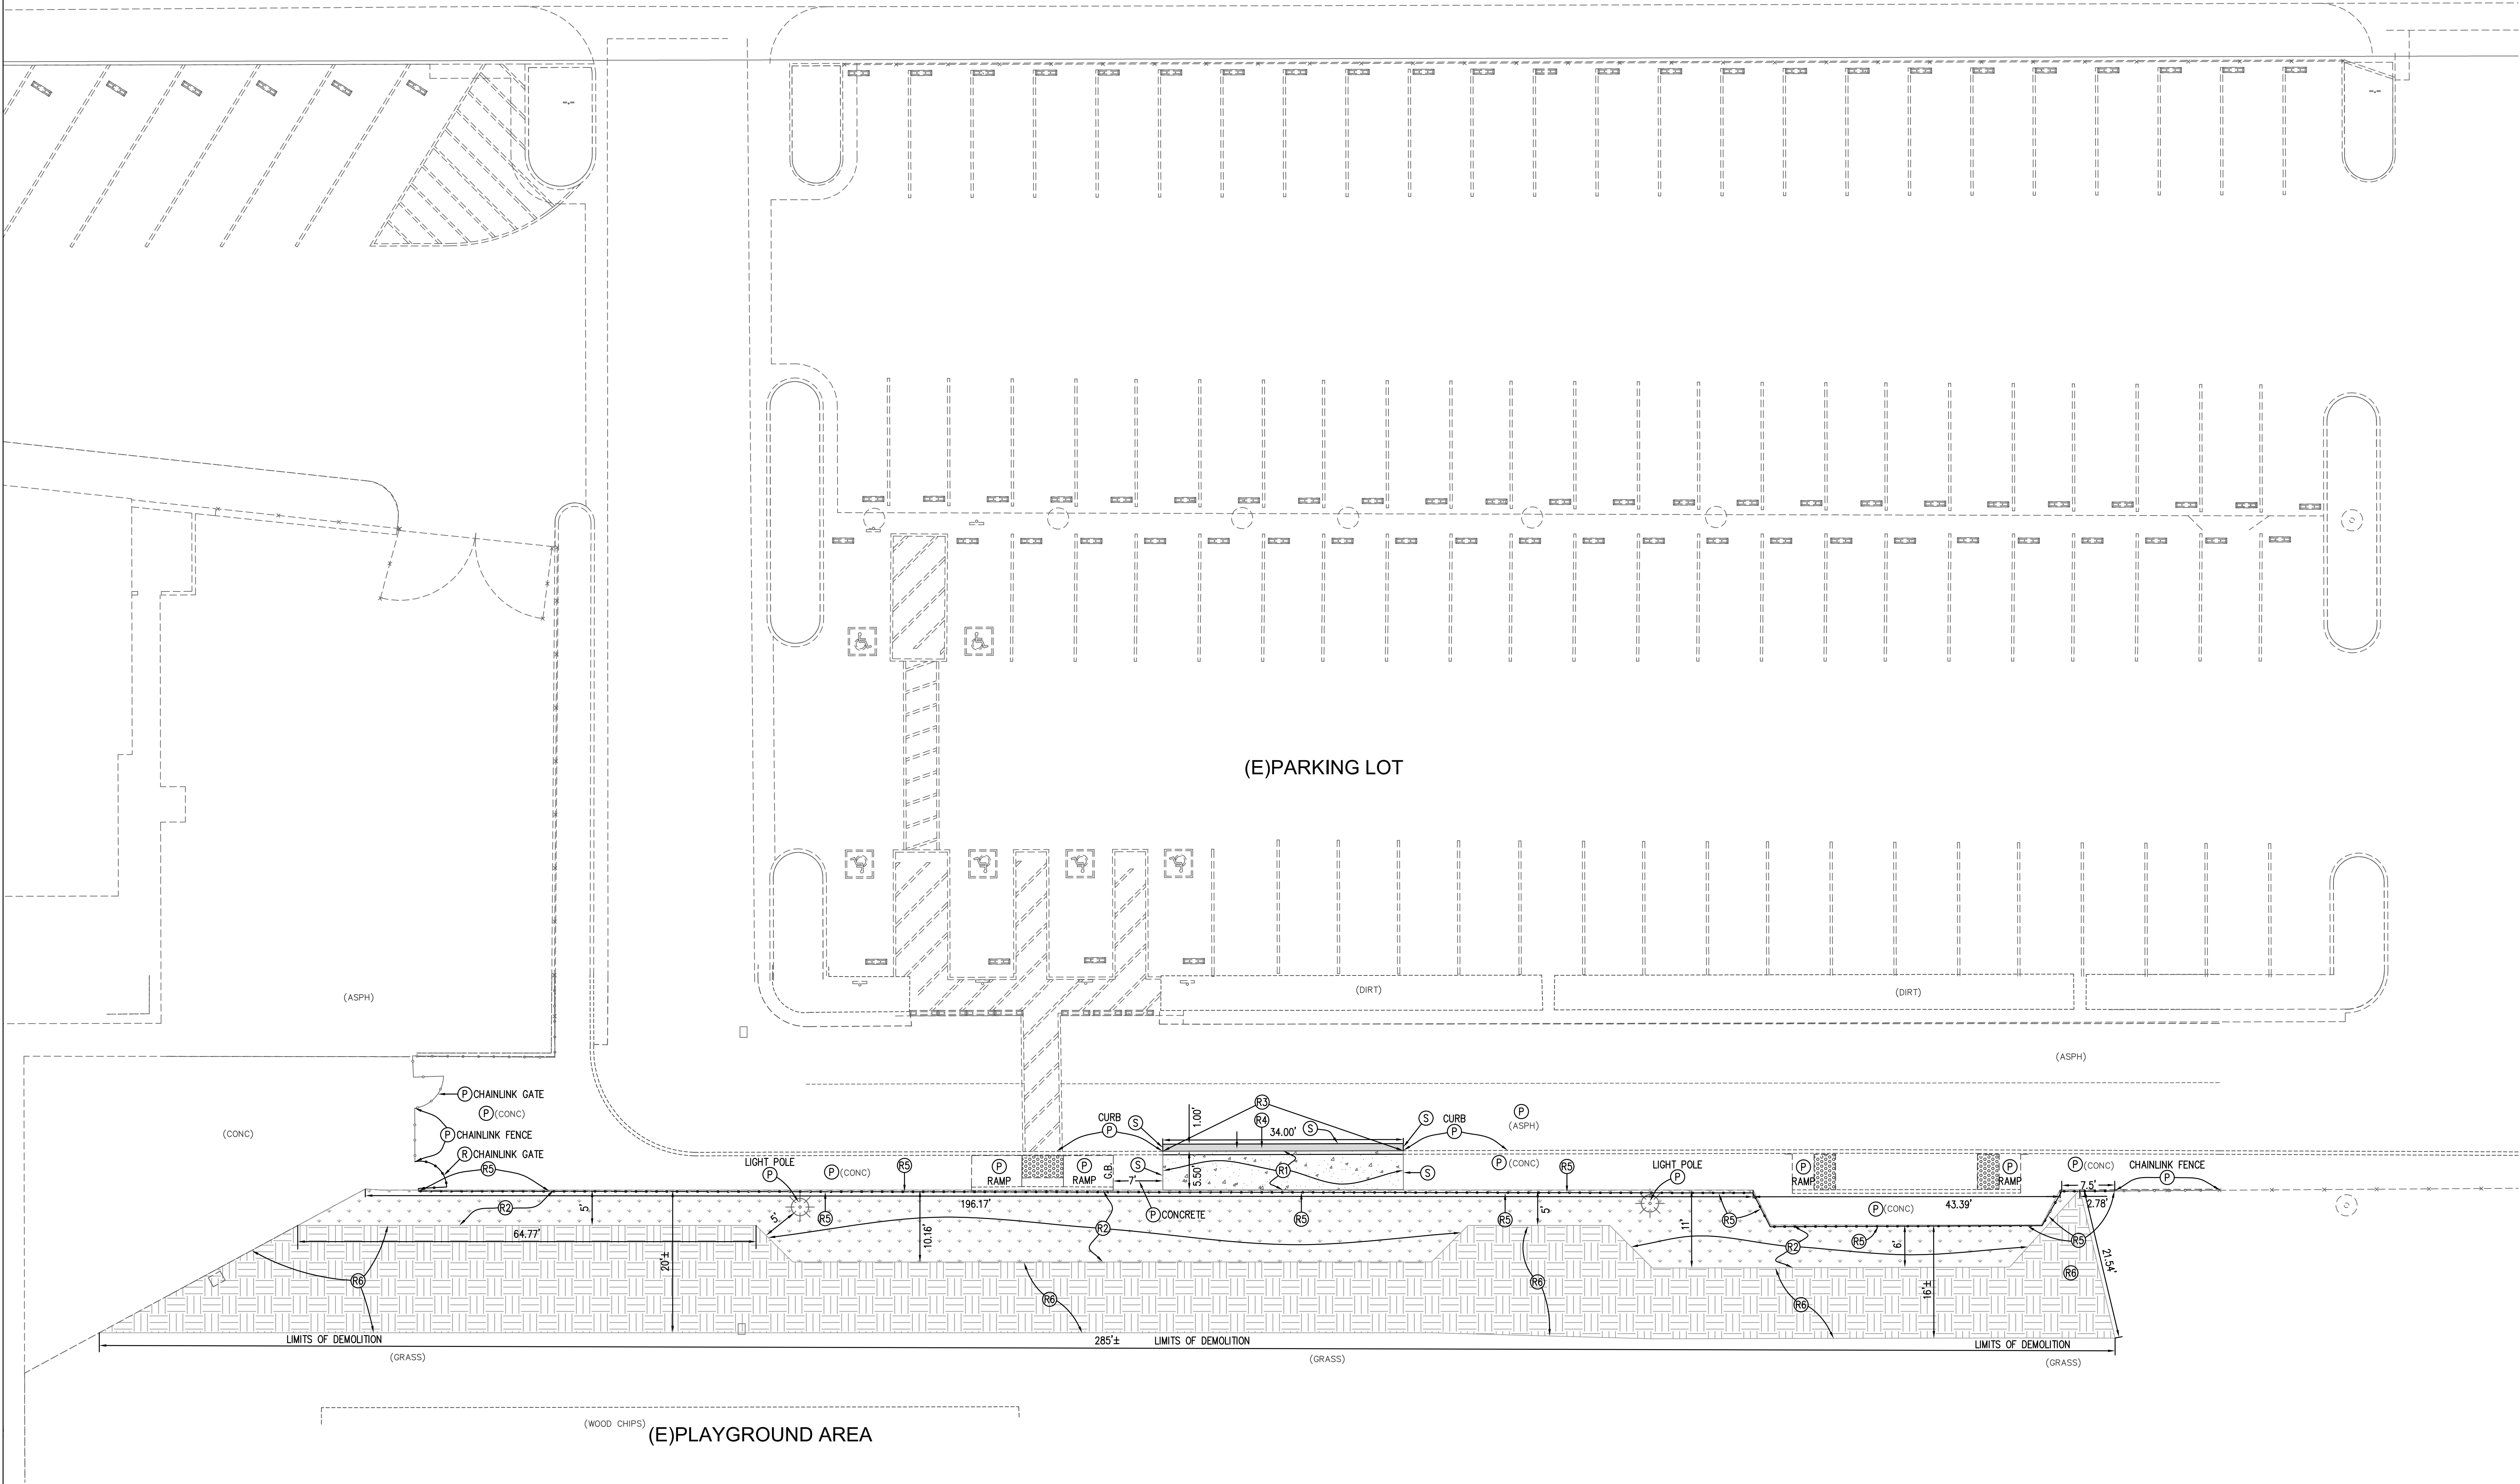 (E)PARKING LOT
(ASPH)
(DIRT)
(DIRT)
(ASPH)
P CHAINLINK GATE
P (CONC)
(CONC)
P CHAINLINK FENCE
R CHAINLINK GATE
R5
R2
LIGHT POLE
P
P (CONC)
R5
P
RAMP
P
RAMP
G.B.
7'
CURB
P
S
S
1.00'
R3
R4
34.00'
S
5.50'
R1
S
CURB
P
S
P
(ASPH)
P (CONC)
R5
LIGHT POLE
P
P
RAMP
P
RAMP
P (CONC)
CHAINLINK FENCE
P
7.5'
2.78'
43.39'
P (CONC)
196.17'
P CONCRETE
5'
64.77'
20'±
5'
R5
10.16'
R2
R5
R5
5'
11'
R5
R2
R5
6'
16'±
R5
21.54'
R6
R6
R6
R6
R6
LIMITS OF DEMOLITION
285'±
LIMITS OF DEMOLITION
LIMITS OF DEMOLITION
(GRASS)
(GRASS)
(GRASS)
(WOOD CHIPS)
(E)PLAYGROUND AREA